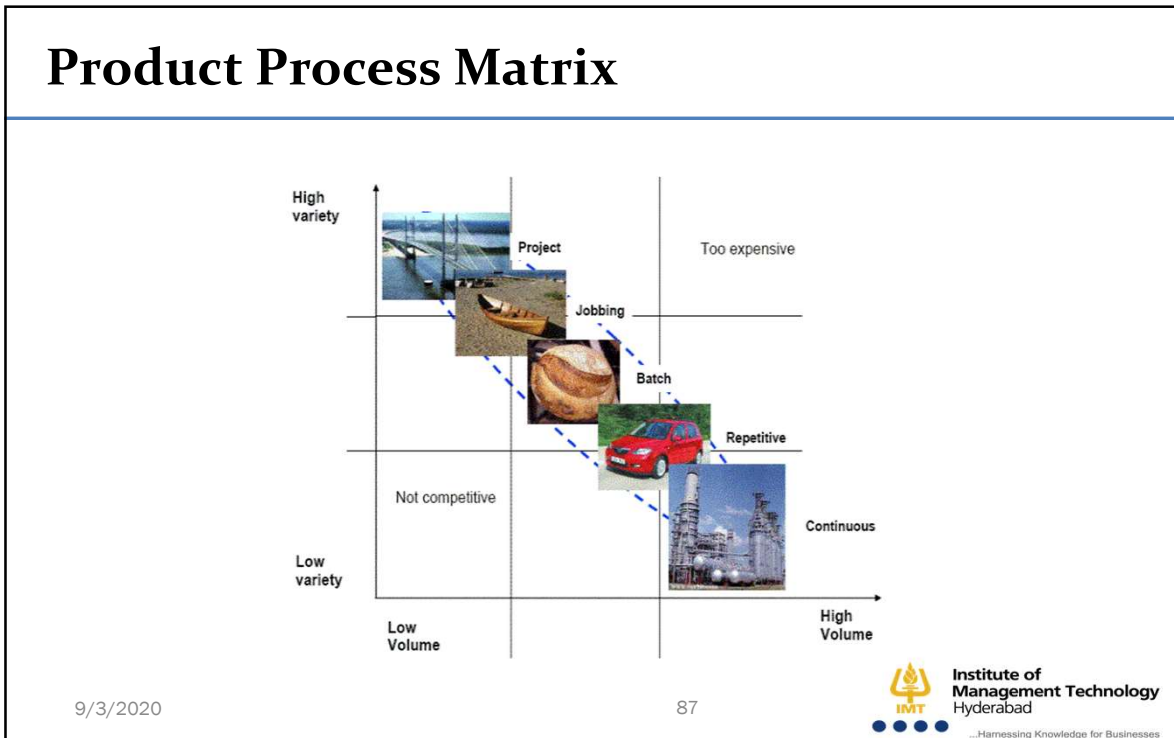 Product Process Matrix
High
variety
Project
Too expensive
Jobbing
Batch
Repetitive
Not competitive
Continuous
Low
variety
Low
Volume
High
Volume
9/3/2020
87
IMT
Institute of
Management Technology
Hyderabad
...Harnessing Knowledge for Businesses